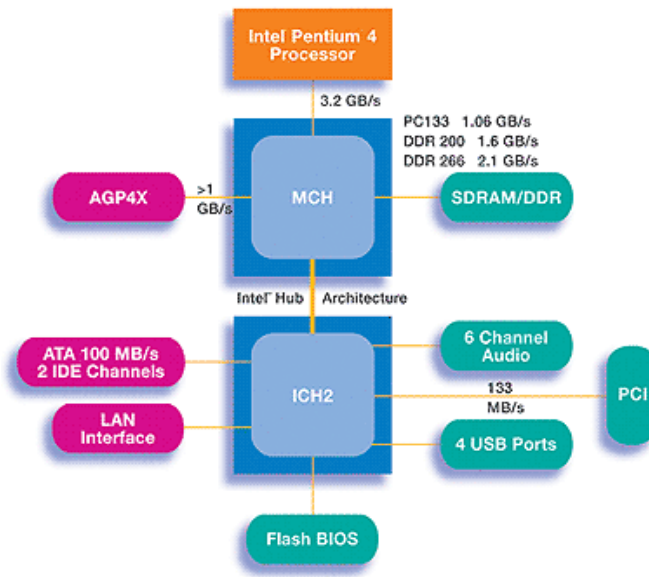 Intel Pentium 4
Processor
3.2 GB/s
PC133 1.06 GB/s
DDR 200 1.6 GB/s
DDR 266 2.1 GB/s
AGP4X
>1
GB/s
MCH
SDRAM/DDR
Intel Hub Architecture
ATA 100 MB/s
2 IDE Channels
6 Channel
Audio
ICH2
133
MB/s
PCI
LAN
Interface
4 USB Ports
Flash BIOS